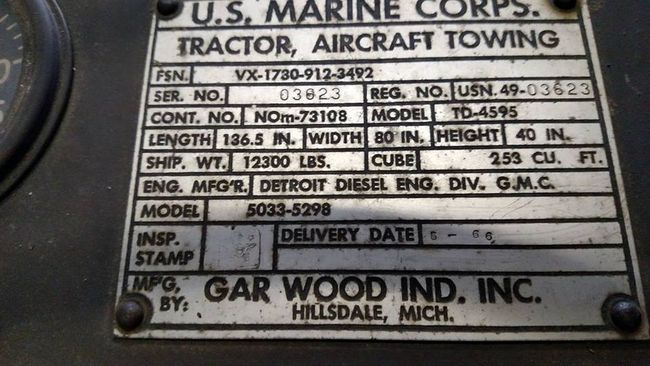 U.S. MARINE CORPS.
TRACTOR, AIRCRAFT TOWING
FSN. VX-1730-912-3492
SER. NO. 03623 REG. NO. USN. 49-03623
CONT. NO. NOm-73108 MODEL TD-4595
LENGTH 136.5 IN. WIDTH 80 IN. HEIGHT 40 IN.
SHIP. WT. 12300 LBS. CUBE 253 CU. FT.
ENG. MFG'R. DETROIT DIESEL ENG. DIV. G.M.C.
MODEL 5033-5298
INSP. STAMP DELIVERY DATE 6 - 66
MF'G, BY: GAR WOOD IND. INC.
HILLSDALE, MICH.